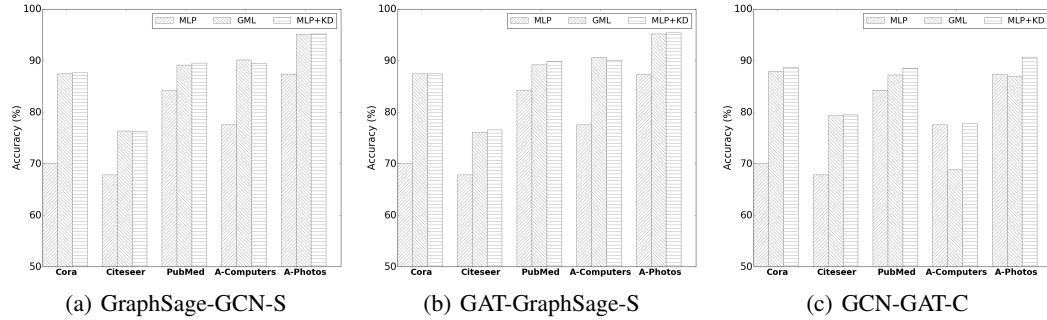 MLP GML MLP+KD
100
90
80
70
60
50
Accuracy (%)
Cora Citeseer PubMed A-Computers A-Photos
(a) GraphSage-GCN-S
MLP GML MLP+KD
100
90
80
70
60
50
Accuracy (%)
Cora Citeseer PubMed A-Computers A-Photos
(b) GAT-GraphSage-S
MLP GML MLP+KD
100
90
80
70
60
50
Accuracy (%)
Cora Citeseer PubMed A-Computers A-Photos
(c) GCN-GAT-C